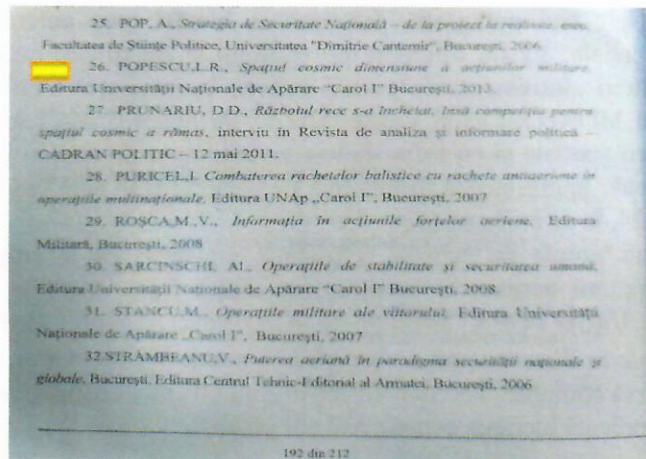 25. POP, A., Strategia de Securitate Națională – de la proiect la realitate, eseu,
Facultatea de Științe Politice, Universitatea "Dimitrie Cantemir", București, 2006
26. POPESCU,I.R., Spațiul cosmic dimensiune a acțiunilor militare,
Editura Universității Naționale de Apărare "Carol I" București, 2013.
27. PRUNARIU, D.D., Războiul rece s-a încheiat, însă competiția pentru
spațiul cosmic a rămas, interviu în Revista de analiza și informare politică –
CADRAN POLITIC – 12 mai 2011.
28. PURICEL,I. Combaterea rachetelor balistice cu rachete antiaeriene în
operațiile multinaționale, Editura UNAp „Carol I”, București, 2007
29. ROȘCA,M.,V., Informația în acțiunile forțelor aeriene, Editura
Militară, București, 2008
30. SARCINSCHI, Al., Operațiile de stabilitate și securitatea umană,
Editura Universității Naționale de Apărare "Carol I" București, 2008.
31. STANCU,M., Operațiile militare ale viitorului, Editura Universității
Naționale de Apărare „Carol I”, București, 2007
32.STRÂMBEANU,V., Puterea aeriană în paradigma securității naționale și
globale, București, Editura Centrul Tehnic-Editorial al Armatei, București, 2006
192 din 212